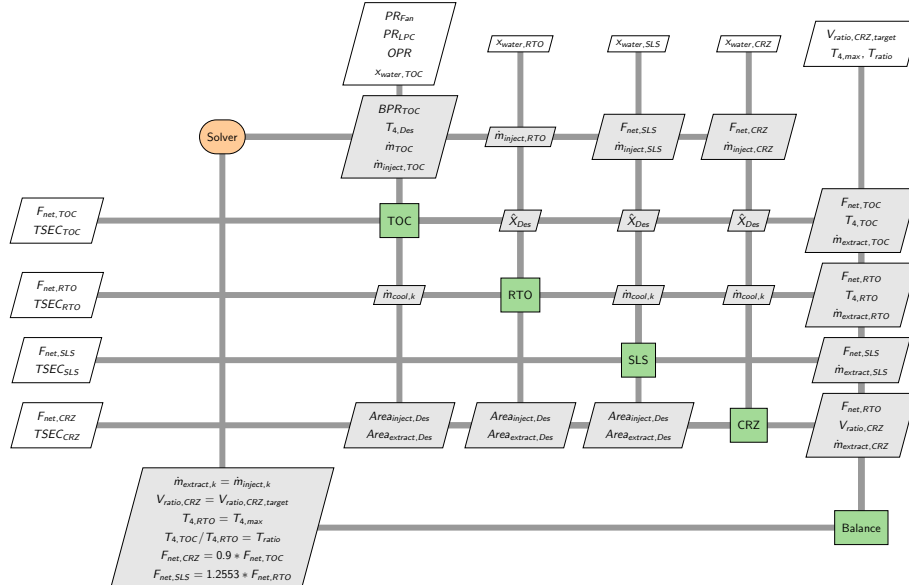 PR_Fan
PR_LPC
OPR
x_water,TOC
x_water,RTO
x_water,SLS
x_water,CRZ
V_ratio,CRZ,target
T_4,max, T_ratio
Solver
BPR_TOC
T_4,Des
ṁ_TOC
ṁ_inject,TOC
ṁ_inject,RTO
F_net,SLS
ṁ_inject,SLS
F_net,CRZ
ṁ_inject,CRZ
F_net,TOC
TSEC_TOC
TOC
X̂_Des
X̂_Des
X̂_Des
F_net,TOC
T_4,TOC
ṁ_extract,TOC
F_net,RTO
TSEC_RTO
ṁ_cool,k
RTO
ṁ_cool,k
ṁ_cool,k
F_net,RTO
T_4,RTO
ṁ_extract,RTO
F_net,SLS
TSEC_SLS
SLS
F_net,SLS
ṁ_extract,SLS
F_net,CRZ
TSEC_CRZ
Area_inject,Des
Area_extract,Des
Area_inject,Des
Area_extract,Des
Area_inject,Des
Area_extract,Des
CRZ
F_net,RTO
V_ratio,CRZ
ṁ_extract,CRZ
ṁ_extract,k = ṁ_inject,k
V_ratio,CRZ = V_ratio,CRZ,target
T_4,RTO = T_4,max
T_4,TOC/T_4,RTO = T_ratio
F_net,CRZ = 0.9 * F_net,TOC
F_net,SLS = 1.2553 * F_net,RTO
Balance